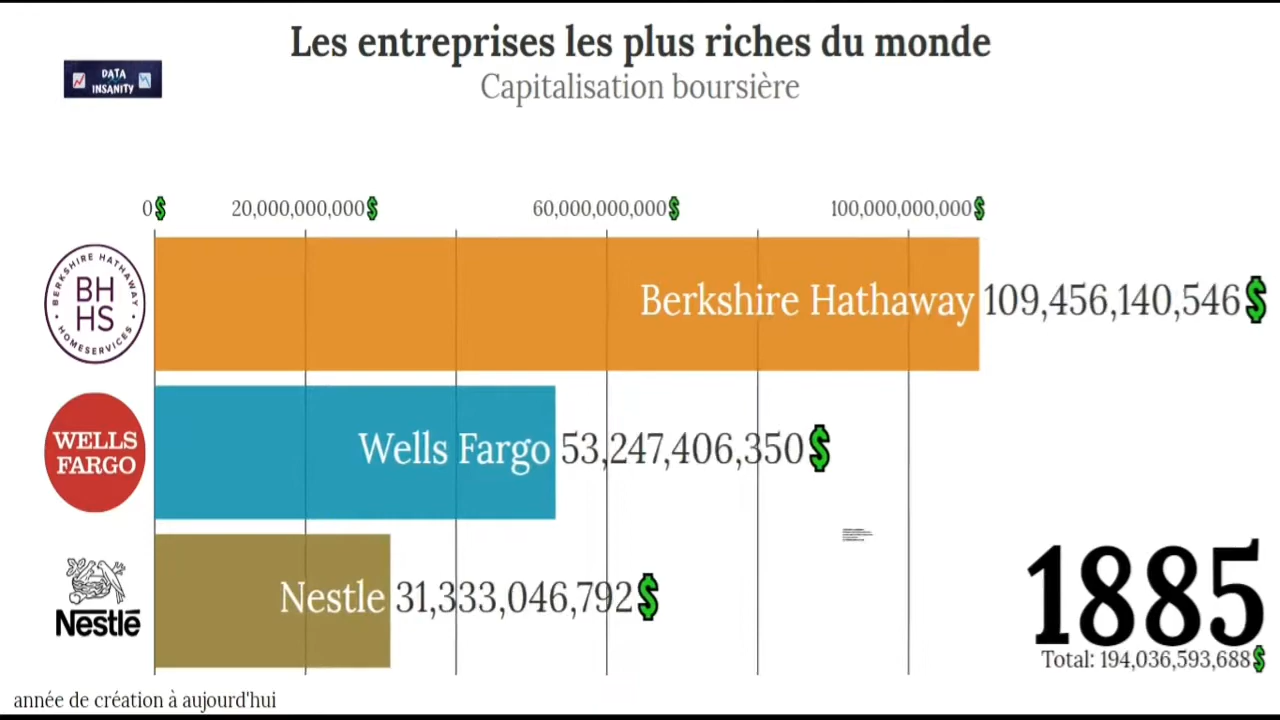 Les entreprises les plus riches du monde
Capitalisation boursière
DATA
INSANITY
0$ 20,000,000,000$ 60,000,000,000$ 100,000,000,000$
BERKSHIRE HATHAWAY
BH
HS
HOMESERVICES
Berkshire Hathaway 109,456,140,546$
WELLS
FARGO
Wells Fargo 53,247,406,350$
Nestlé
Nestle 31,333,046,792$
1885
Total: 194,036,593,688$
année de création à aujourd'hui